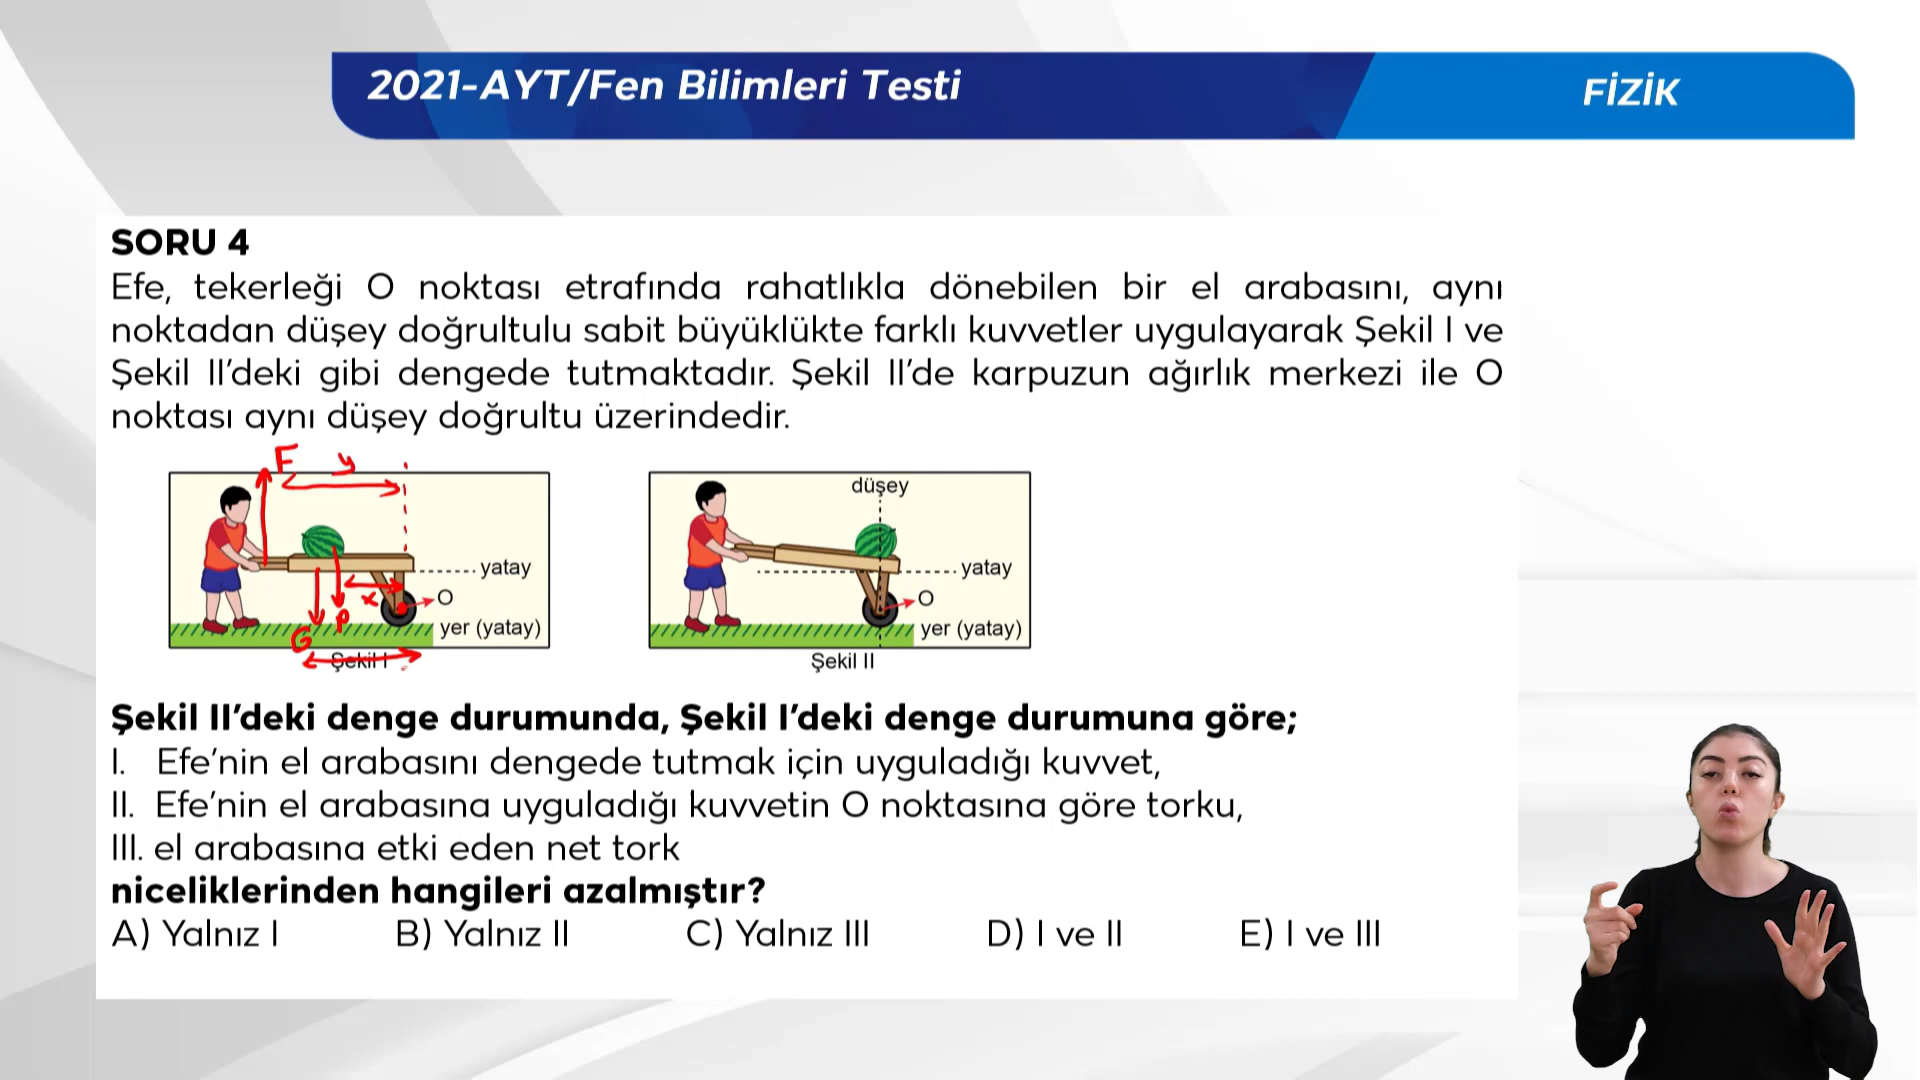 2021-AYT/Fen Bilimleri Testi
FİZİK
SORU 4
Efe, tekerleği O noktası etrafında rahatlıkla dönebilen bir el arabasını, aynı
noktadan düşey doğrultulu sabit büyüklükte farklı kuvvetler uygulayarak Şekil I ve
Şekil II'deki gibi dengede tutmaktadır. Şekil II'de karpuzun ağırlık merkezi ile O
noktası aynı düşey doğrultu üzerindedir.
F y
düşey
yatay
yatay
x
O
O
G P
yer (yatay)
yer (yatay)
Şekil I
Şekil II
Şekil II'deki denge durumunda, Şekil I'deki denge durumuna göre;
I. Efe'nin el arabasını dengede tutmak için uyguladığı kuvvet,
II. Efe'nin el arabasına uyguladığı kuvvetin O noktasına göre torku,
III. el arabasına etki eden net tork
niceliklerinden hangileri azalmıştır?
A) Yalnız I B) Yalnız II C) Yalnız III D) I ve II E) I ve III